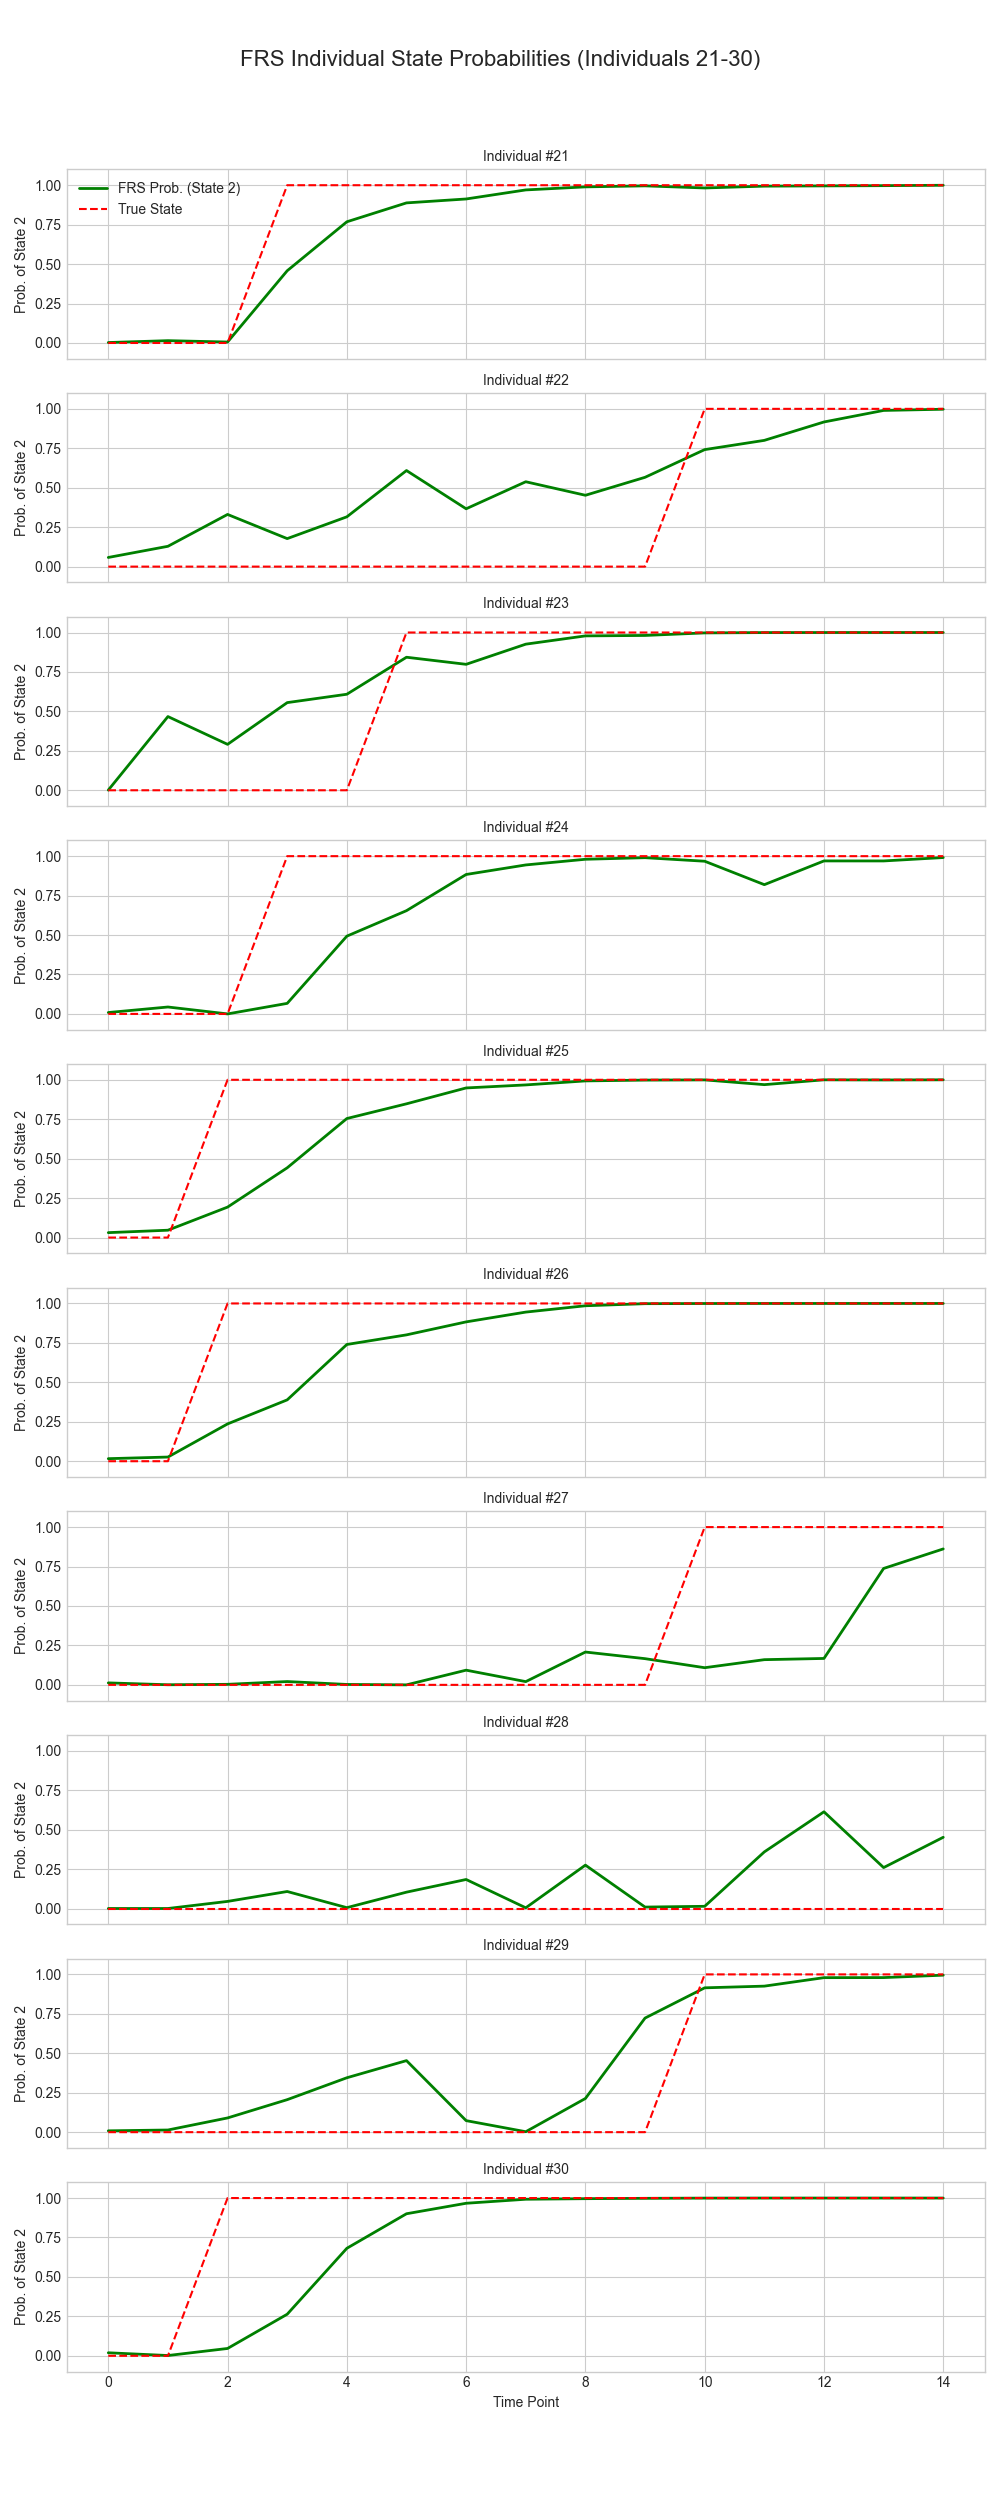 FRS Individual State Probabilities (Individuals 21-30)
Individual #21
1.00
0.75
0.50
0.25
0.00
Prob. of State 2
FRS Prob. (State 2)
True State
Individual #22
1.00
0.75
0.50
0.25
0.00
Prob. of State 2
Individual #23
1.00
0.75
0.50
0.25
0.00
Prob. of State 2
Individual #24
1.00
0.75
0.50
0.25
0.00
Prob. of State 2
Individual #25
1.00
0.75
0.50
0.25
0.00
Prob. of State 2
Individual #26
1.00
0.75
0.50
0.25
0.00
Prob. of State 2
Individual #27
1.00
0.75
0.50
0.25
0.00
Prob. of State 2
Individual #28
1.00
0.75
0.50
0.25
0.00
Prob. of State 2
Individual #29
1.00
0.75
0.50
0.25
0.00
Prob. of State 2
Individual #30
1.00
0.75
0.50
0.25
0.00
Prob. of State 2
0 2 4 6 8 10 12 14
Time Point